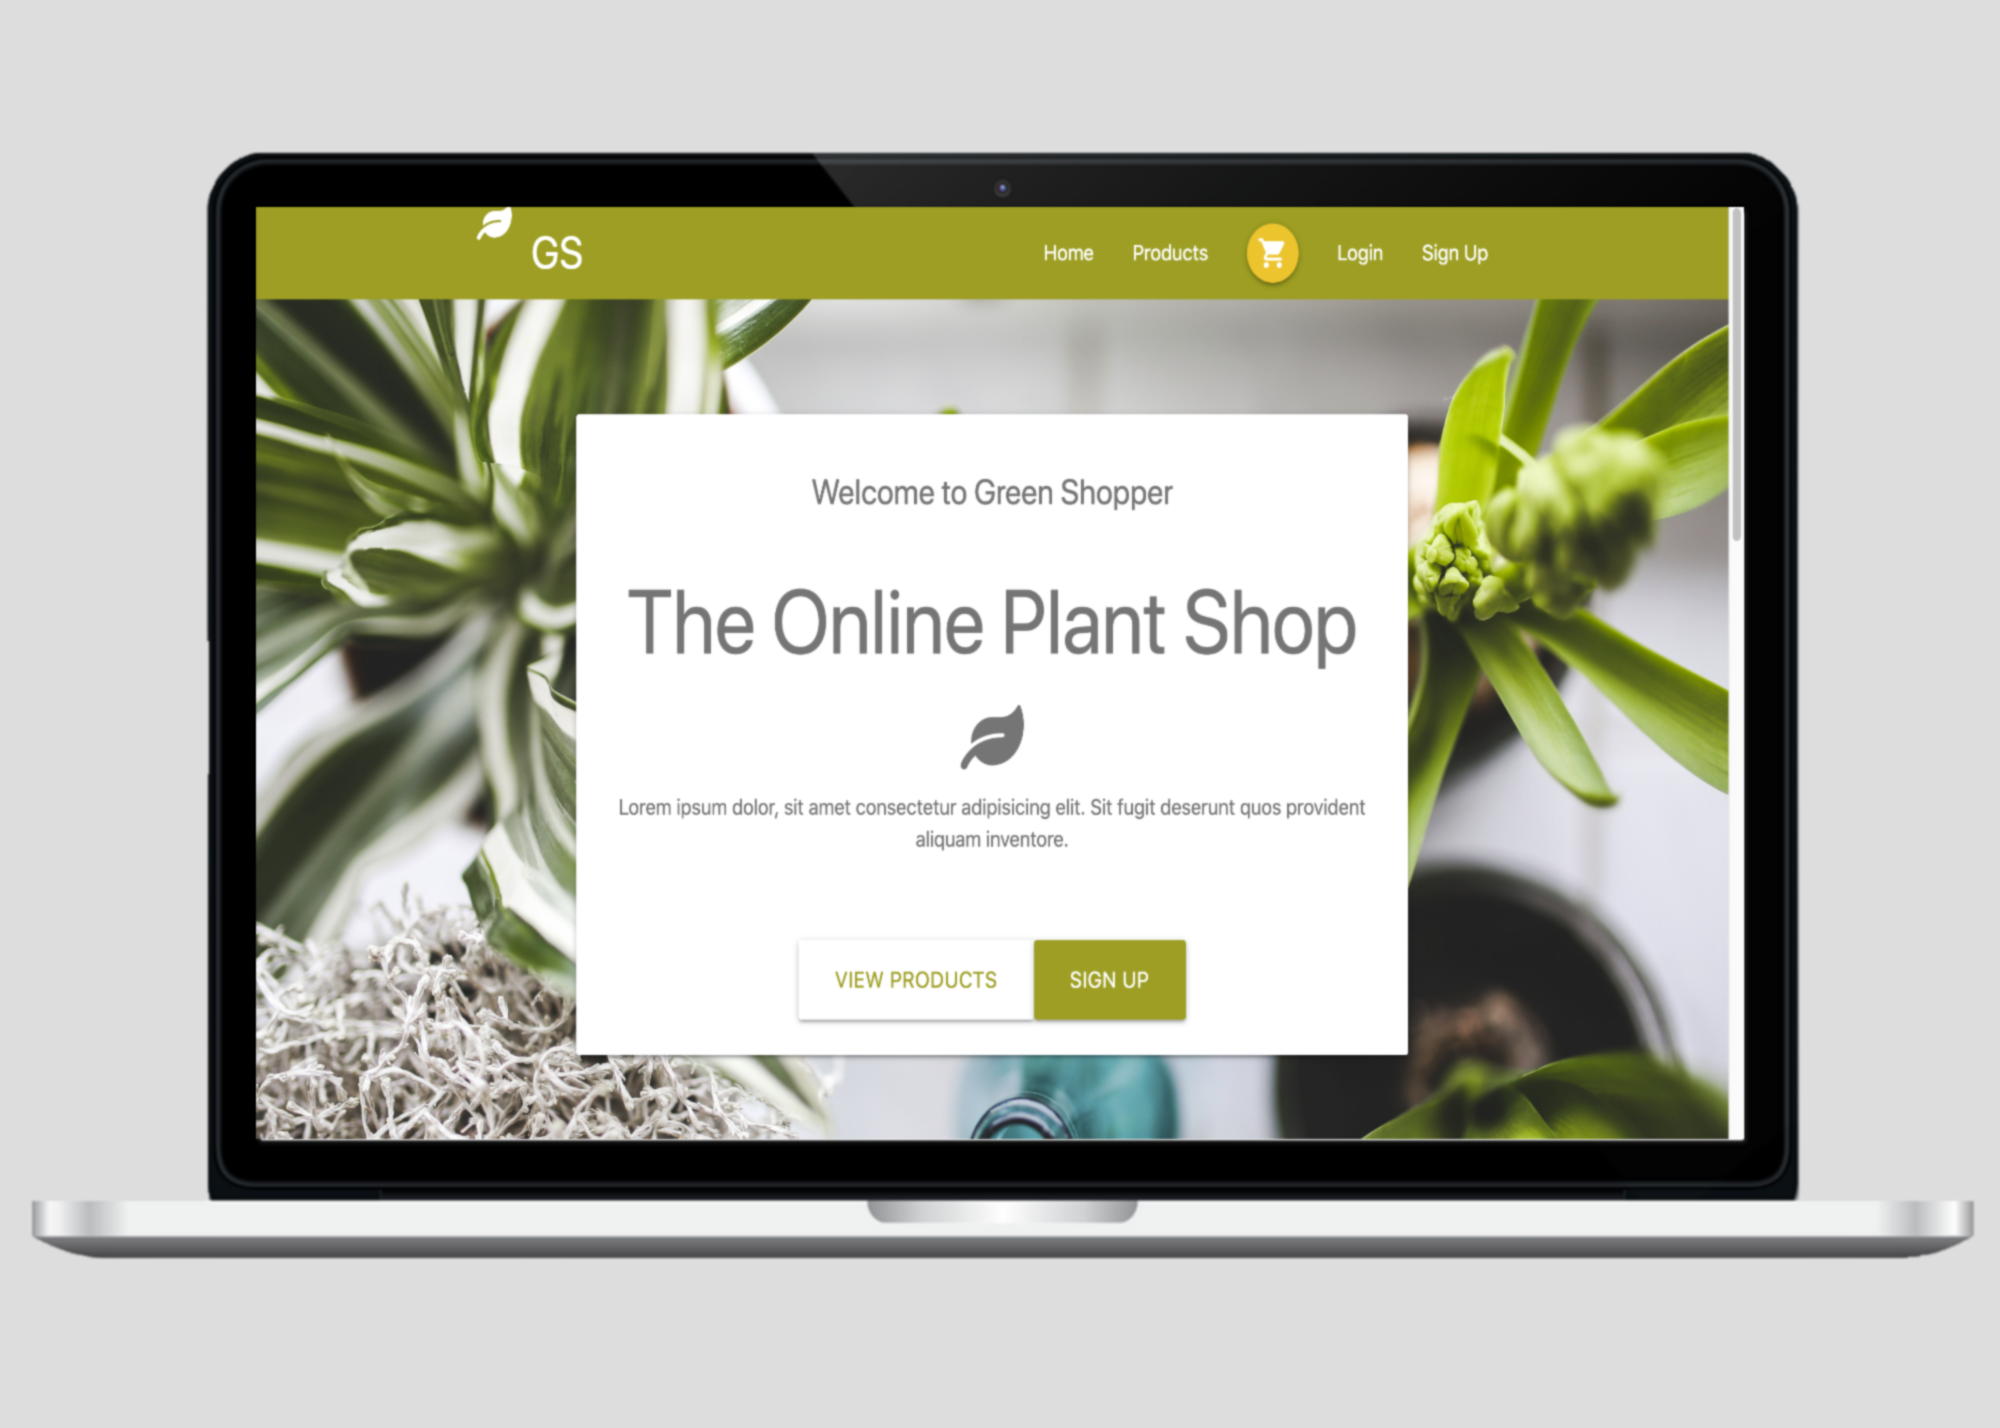 GS
Home Products Login Sign Up
Welcome to Green Shopper
The Online Plant Shop
Lorem ipsum dolor, sit amet consectetur adipisicing elit. Sit fugit deserunt quos provident
aliquam inventore.
VIEW PRODUCTS SIGN UP